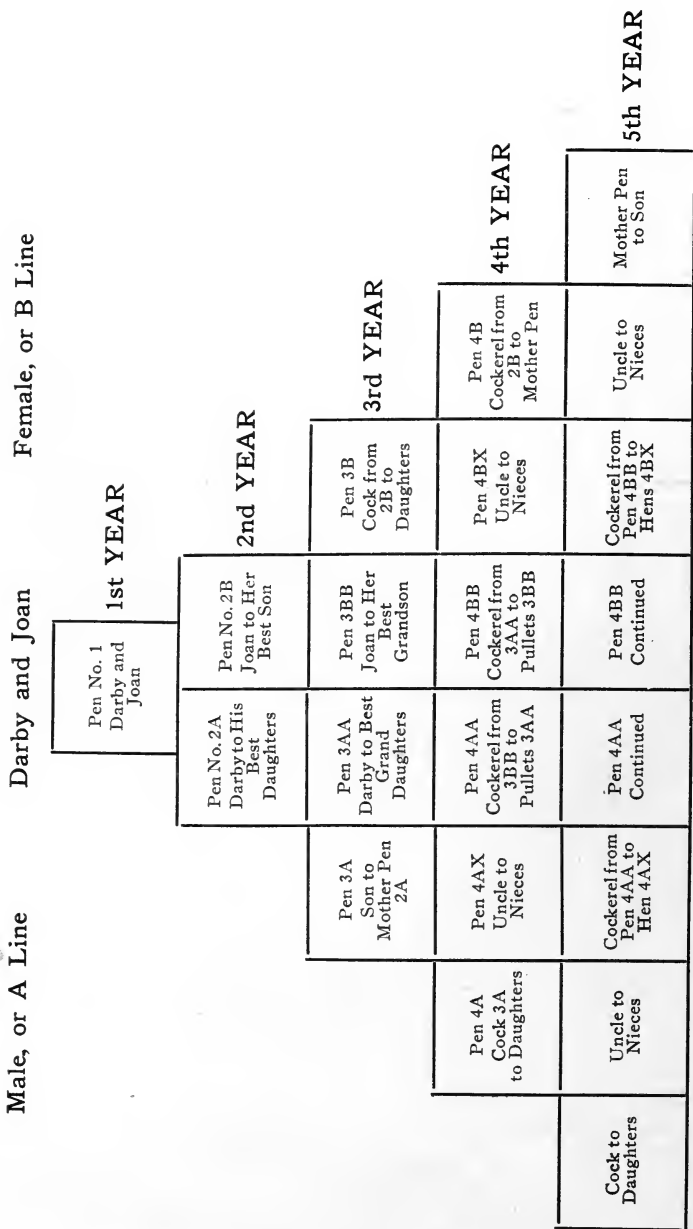 Male, or A Line
Darby and Joan
Female, or B Line
Pen No. 1
Darby and
Joan
1st YEAR
Pen No. 2A
Darby to His
Best
Daughters
Pen No. 2B
Joan to Her
Best Son
2nd YEAR
Pen 3A
Son to
Mother Pen
2A
Pen 3AA
Darby to Best
Grand
Daughters
Pen 3BB
Joan to Her
Best
Grandson
Pen 3B
Cock from
2B to
Daughters
3rd YEAR
Pen 4A
Cock 3A
to Daughters
Pen 4AX
Uncle to
Nieces
Pen 4AA
Cockerel from
3BB to
Pullets 3AA
Pen 4BB
Cockerel from
3AA to
Pullets 3BB
Pen 4BX
Uncle to
Nieces
Pen 4B
Cockerel from
2B to
Mother Pen
4th YEAR
Cock to
Daughters
Uncle to
Nieces
Cockerel from
Pen 4AA to
Hen 4AX
Pen 4AA
Continued
Pen 4BB
Continued
Cockerel from
Pen 4BB to
Hens 4BX
Uncle to
Nieces
Mother Pen
to Son
5th YEAR